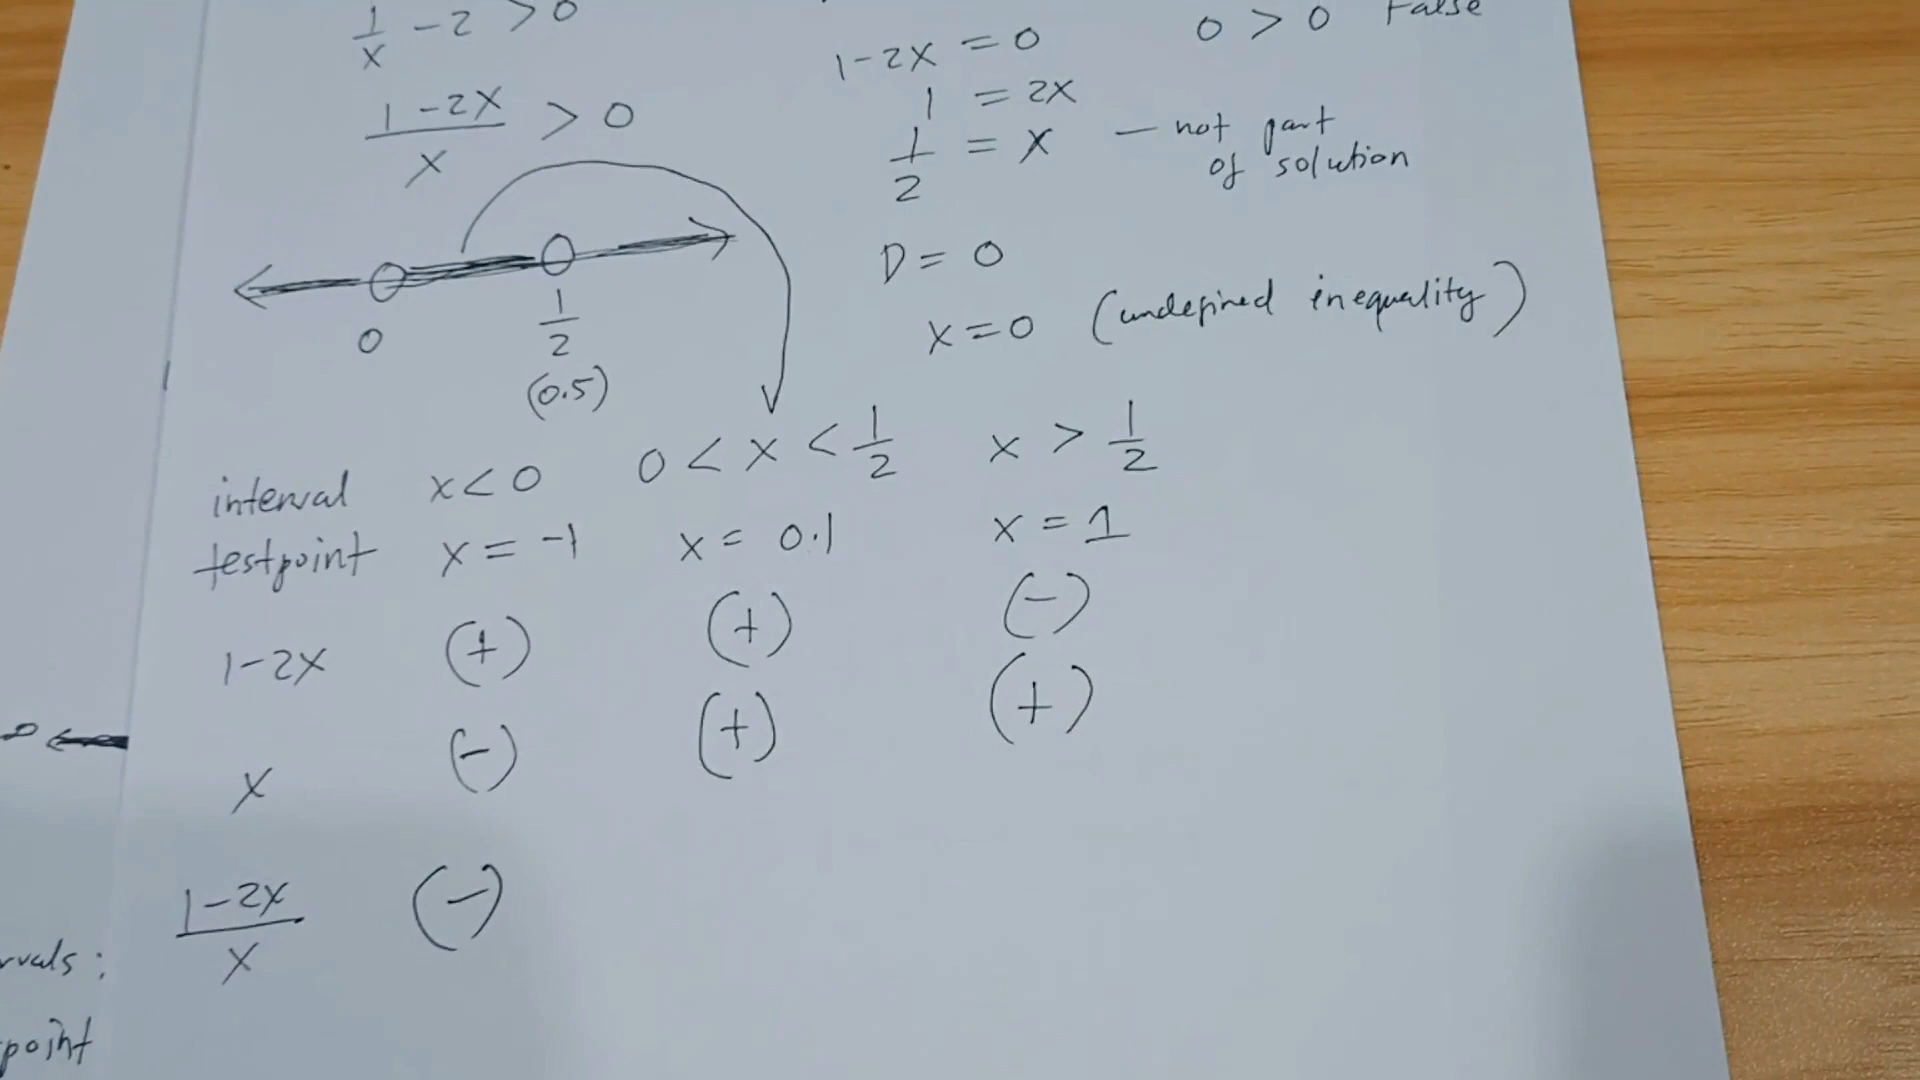 1/x - 2 > 0
(1-2x)/x > 0
0
1/2
(0.5)
1-2x = 0
1 = 2x
1/2 = x — not part
of solution
0 > 0 False
D = 0
x = 0 (undefined inequality)
interval x<0 0 < x < 1/2 x > 1/2
testpoint x = -1 x = 0.1 x = 1
1-2x (+) (+) (-)
x (-) (+) (+)
(1-2x)/x (-)
rvals:
point